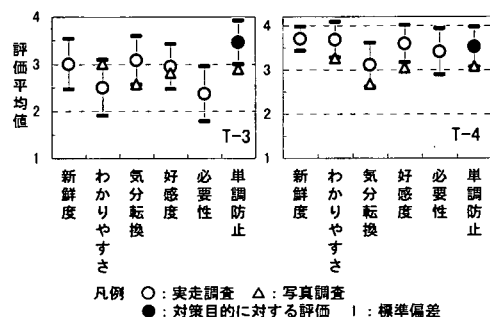 評価平均値
4
3
2
1
T-3
新鮮度
わかりやすさ
気分転換
好感度
必要性
単調防止
4
3
2
1
T-4
新鮮度
わかりやすさ
気分転換
好感度
必要性
単調防止
凡例 ○：実走調査 △：写真調査
●：対策目的に対する評価 I：標準偏差